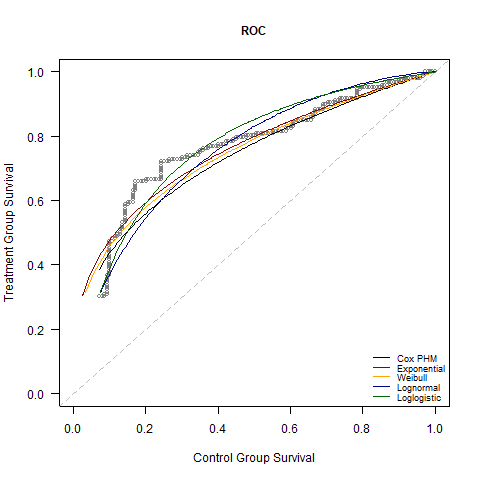 ROC
Treatment Group Survival
1.0
0.8
0.6
0.4
0.2
0.0
Cox PHM
Exponential
Weibull
Lognormal
Loglogistic
0.0 0.2 0.4 0.6 0.8 1.0
Control Group Survival